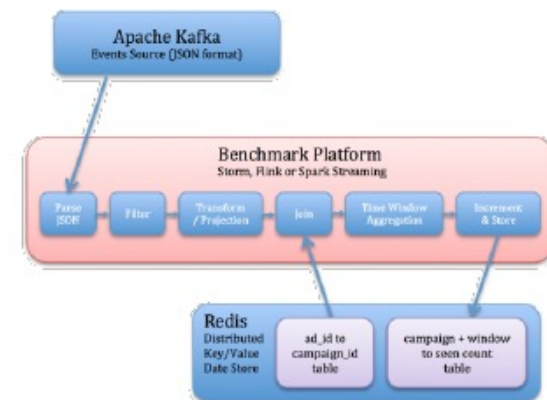 Apache Kafka
Events Source (JSON format)
Benchmark Platform
Storm, Flink or Spark Streaming
Parse
JSON
Filter
Transform
/ Projection
Join
Time Window
Aggregation
Increment
& Store
Redis
Distributed
Key/Value
Date Store
ad_id to
campaign_id
table
campaign + window
to seen count
table